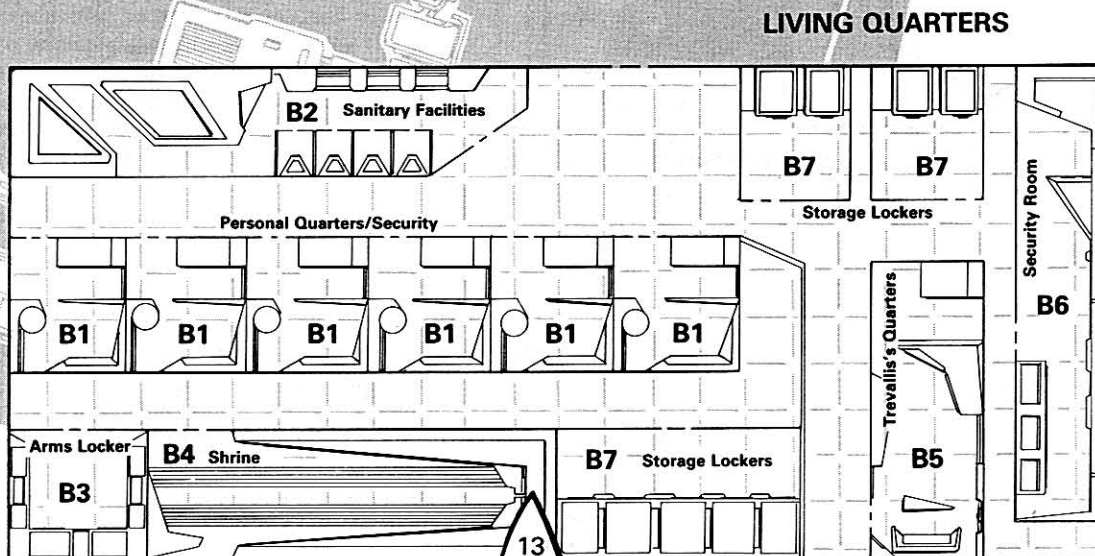 LIVING QUARTERS
B2 Sanitary Facilities
B7
B7
Storage Lockers
Security Room
B6
Personal Quarters/Security
B1
B1
B1
B1
B1
B1
Trevallis's Quarters
B5
Arms Locker
B3
B4 Shrine
B7 Storage Lockers
13